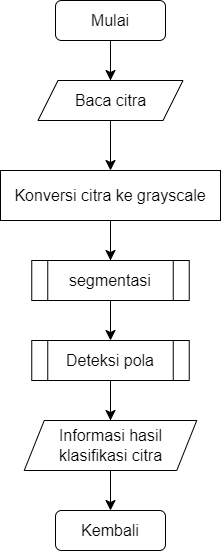 Mulai
Baca citra
Konversi citra ke grayscale
segmentasi
Deteksi pola
Informasi hasil
klasifikasi citra
Kembali